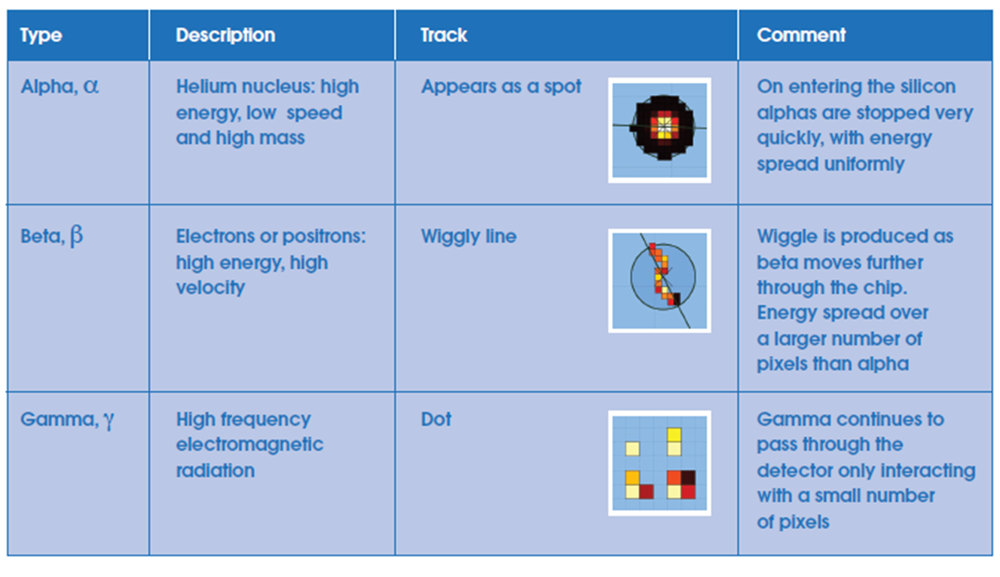 Type Description Track Comment
Alpha, α Helium nucleus: high Appears as a spot On entering the silicon
energy, low speed alphas are stopped very
and high mass quickly, with energy
spread uniformly
Beta, β Electrons or positrons: Wiggly line Wiggle is produced as
high energy, high beta moves further
velocity through the chip.
Energy spread over
a larger number of
pixels than alpha
Gamma, γ High frequency Dot Gamma continues to
electromagnetic pass through the
radiation detector only interacting
with a small number
of pixels